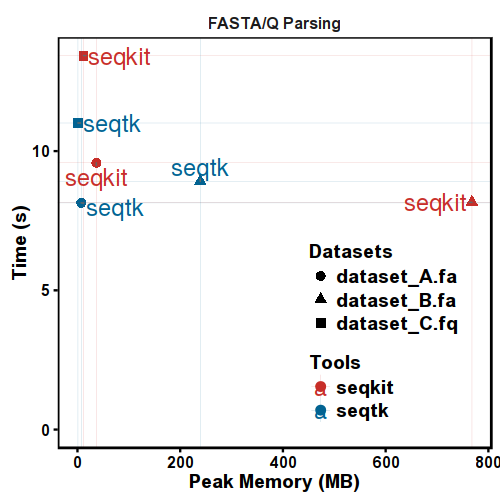 FASTA/Q Parsing
seqkit
seqtk
seqtk
seqkit
seqkit
seqtk
10
5
0
Time (s)
Datasets
dataset_A.fa
dataset_B.fa
dataset_C.fq
Tools
a seqkit
a seqtk
0 200 400 600 800
Peak Memory (MB)